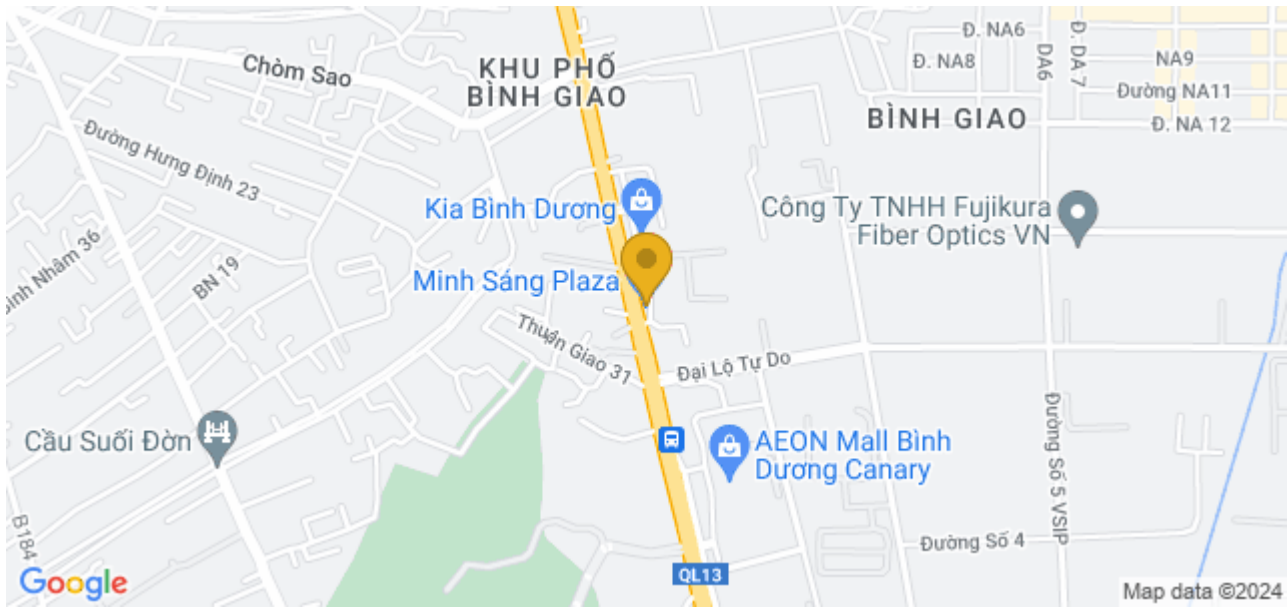 Đ. NA6
DA6
Đ. DA 7
NA9
Chòm Sao
KHU PHỐ
BÌNH GIAO
Đ. NA8
Đường NA11
BÌNH GIAO
Đ. NA 12
Đường Hưng Định 23
Kia Bình Dương
Công Ty TNHH Fujikura
Fiber Optics VN
Bình Nhâm 36
BN 19
Minh Sáng Plaza
Thuận Giao 31
Đại Lộ Tự Do
Cầu Suối Đờn
AEON Mall Bình
Dương Canary
Đường Số 5 VSIP
B184
Đường Số 4
QL13
Google
Map data ©2024